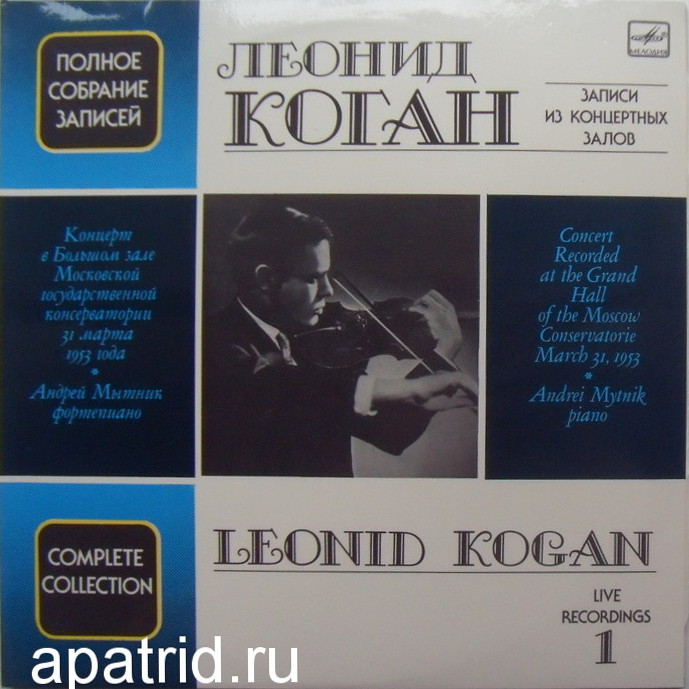 ПОЛНОЕ
СОБРАНИЕ
ЗАПИСЕЙ
ЛЕОНИД
КОГАН
МЕЛОДИЯ
ЗАПИСИ
ИЗ КОНЦЕРТНЫХ
ЗАЛОВ
Концерт
в Большом зале
Московской
государственной
консерватории
31 марта
1953 года
*
Андрей Мытник
фортепиано
Concert
Recorded
at the Grand
Hall
of the Moscow
Conservatorie
March 31, 1953
*
Andrei Mytnik
piano
COMPLETE
COLLECTION
LEONID KOGAN
LIVE
RECORDINGS
1
apatrid.ru